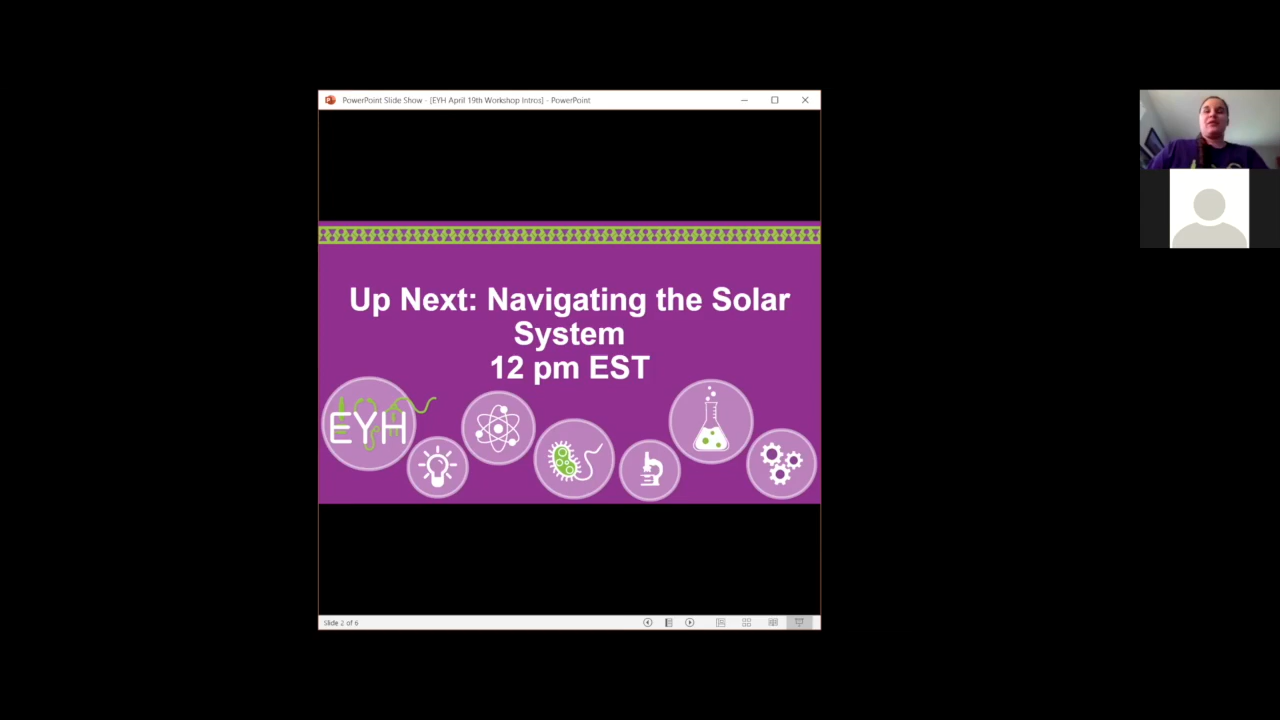 PowerPoint Slide Show - [EYH April 19th Workshop Intros] - PowerPoint
Up Next: Navigating the Solar
System
12 pm EST
EYH
Slide 2 of 6